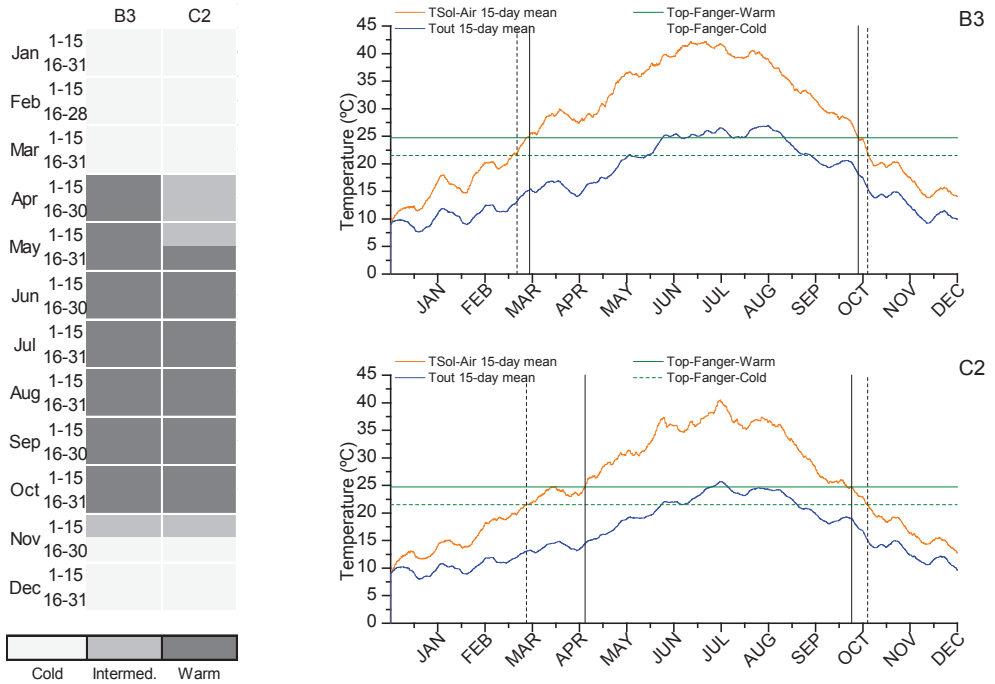 B3 C2
Jan 1-15
16-31
Feb 1-15
16-28
Mar 1-15
16-31
Apr 1-15
16-30
May 1-15
16-31
Jun 1-15
16-30
Jul 1-15
16-31
Aug 1-15
16-31
Sep 1-15
16-30
Oct 1-15
16-31
Nov 1-15
16-30
Dec 1-15
16-31
Cold Intermed. Warm
TSol-Air 15-day mean Top-Fanger-Warm
Tout 15-day mean Top-Fanger-Cold
B3
Temperature (ºC)
45
40
35
30
25
20
15
10
5
0
JAN FEB MAR APR MAY JUN JUL AUG SEP OCT NOV DEC
TSol-Air 15-day mean Top-Fanger-Warm
Tout 15-day mean Top-Fanger-Cold
C2
Temperature (ºC)
45
40
35
30
25
20
15
10
5
0
JAN FEB MAR APR MAY JUN JUL AUG SEP OCT NOV DEC